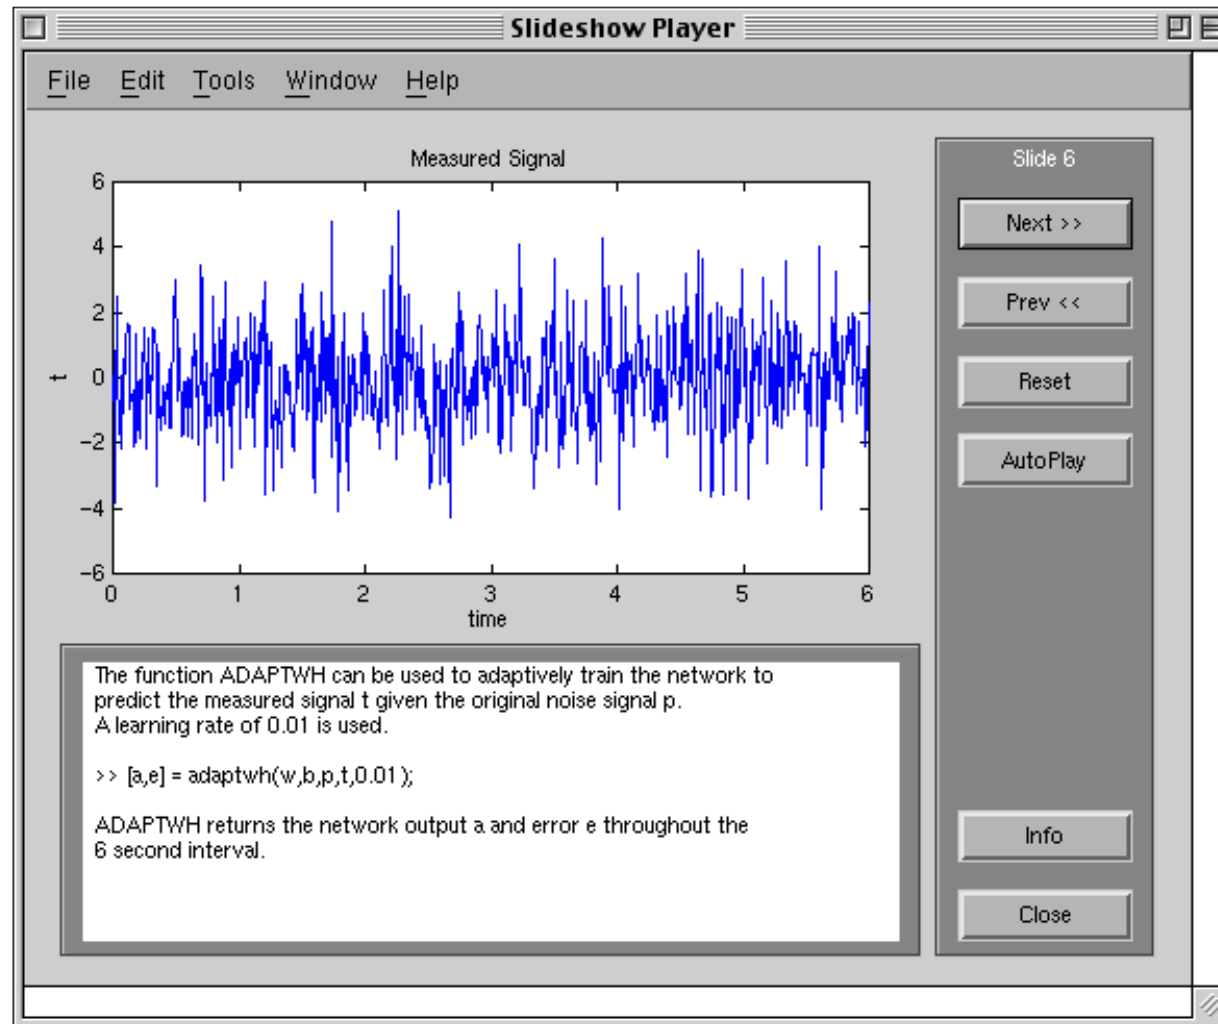 Slideshow Player
File Edit Tools Window Help
Measured Signal
6
4
2
0
−2
−4
−6
t
0 1 2 3 4 5 6
time
The function ADAPTWH can be used to adaptively train the network to
predict the measured signal t given the original noise signal p.
A learning rate of 0.01 is used.
>> [a,e] = adaptwh(w,b,p,t,0.01);
ADAPTWH returns the network output a and error e throughout the
6 second interval.
Slide 6
Next >>
Prev <<
Reset
AutoPlay
Info
Close